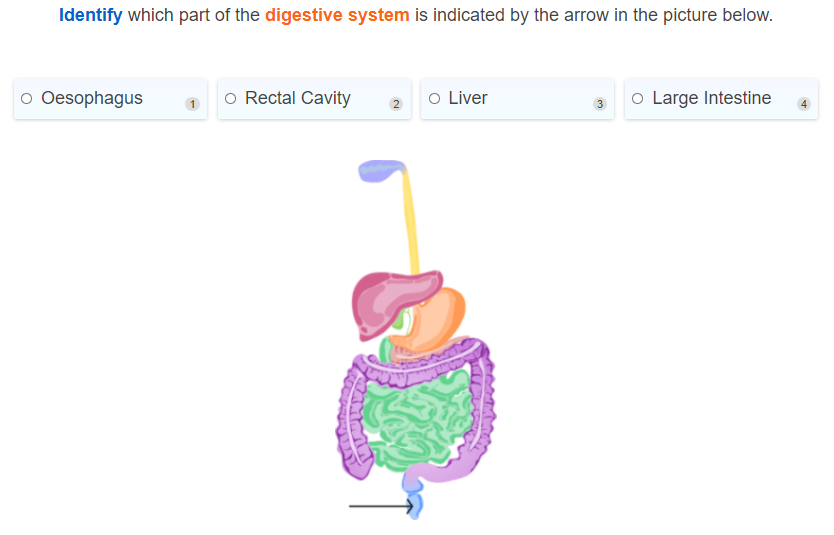 Identify which part of the digestive system is indicated by the arrow in the picture below.
Oesophagus 1 Rectal Cavity 2 Liver 3 Large Intestine 4